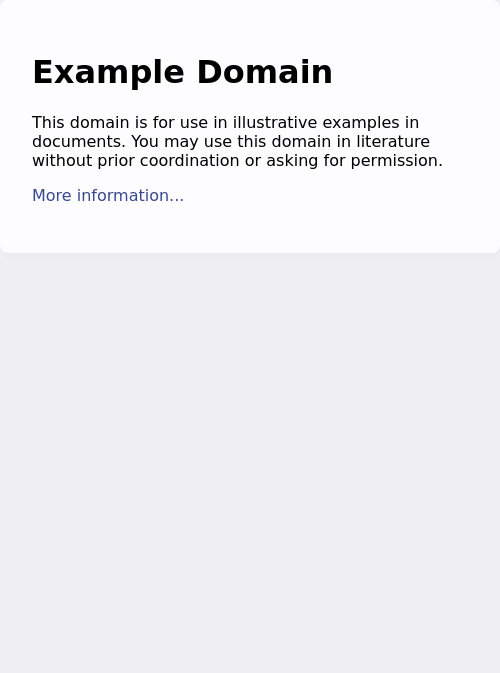 Example Domain
This domain is for use in illustrative examples in
documents. You may use this domain in literature
without prior coordination or asking for permission.
More information...